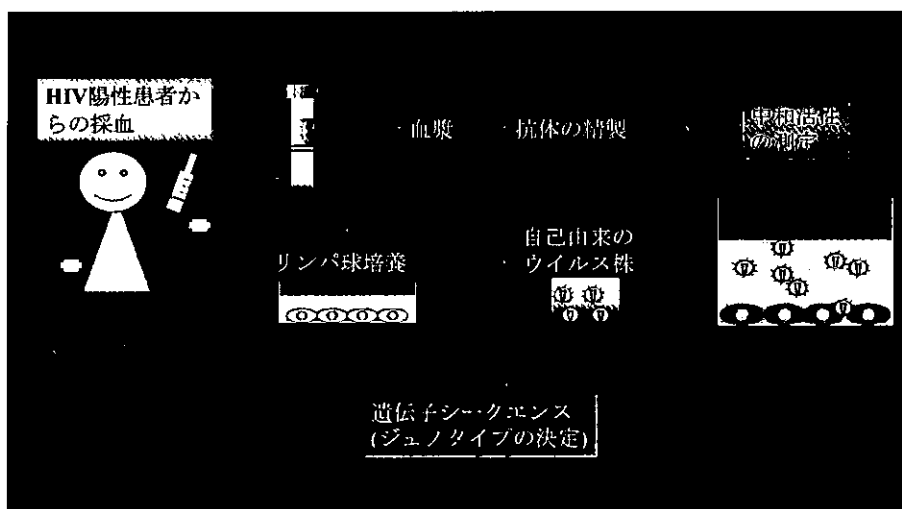 HIV陽性患者か
らの採血
血漿
抗体の精製
中和活性
の測定
リンパ球培養
自己由来の
ウイルス株
遺伝子シークエンス
(ジェノタイプの決定)